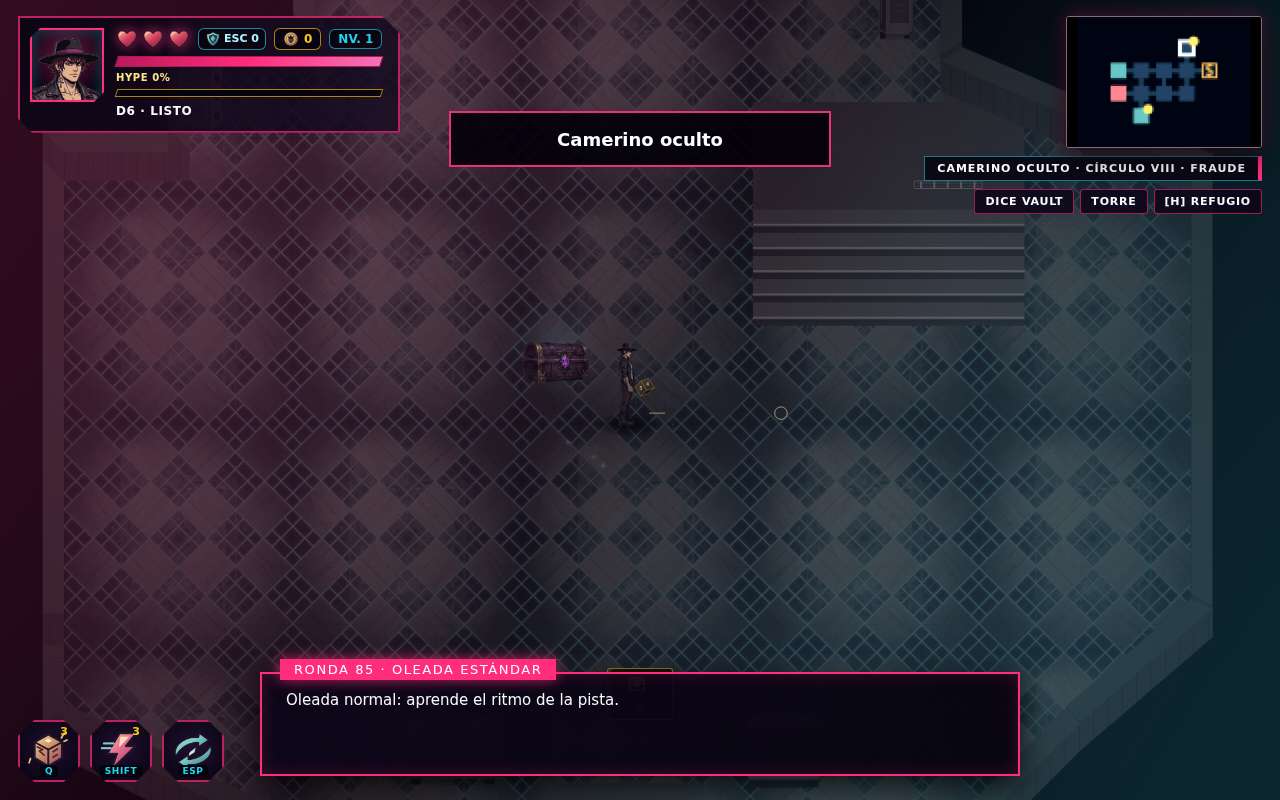 ESC 0
0
NV. 1
HYPE 0%
D6 · LISTO
Camerino oculto
$
CAMERINO OCULTO · CÍRCULO VIII · FRAUDE
DICE VAULT
TORRE
[H] REFUGIO
RONDA 85 · OLEADA ESTÁNDAR
Oleada normal: aprende el ritmo de la pista.
3
Q
3
SHIFT
ESP